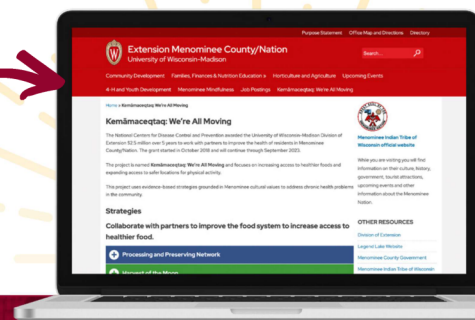 Purpose Statement Office Map and Directions Directory
Extension Menominee County/Nation
University of Wisconsin-Madison
Search...
Community Development Families, Finances & Nutrition Education Horticulture and Agriculture Upcoming Events
4-H and Youth Development Menominee Mindfulness Job Postings Kemāmaceqtaq: We're All Moving
Home » Kemāmaceqtaq: We're All Moving
Kemāmaceqtaq: We're All Moving
The National Centers for Disease Control and Prevention awarded the University of Wisconsin-Madison Division of
Extension $2.5 million over 5 years to work with partners to improve the health of residents in Menominee
County/Nation. The grant started in October 2018 and will continue through September 2023.
The project is named Kemāmaceqtaq: We're All Moving and focuses on increasing access to healthier foods and
expanding access to safer locations for physical activity.
This project uses evidence-based strategies grounded in Menominee cultural values to address chronic health problems
in the community.
Strategies
Collaborate with partners to improve the food system to increase access to
healthier food.
Processing and Preserving Network
Harvest of the Moon
Menominee Indian Tribe of
Wisconsin official website
While you are visiting you will find
information on their culture, history,
government, tourist attractions,
upcoming events and other
information about the Menominee
Nation.
OTHER RESOURCES
Division of Extension
Legend Lake Website
Menominee County Government
Menominee Indian Tribe of Wisconsin